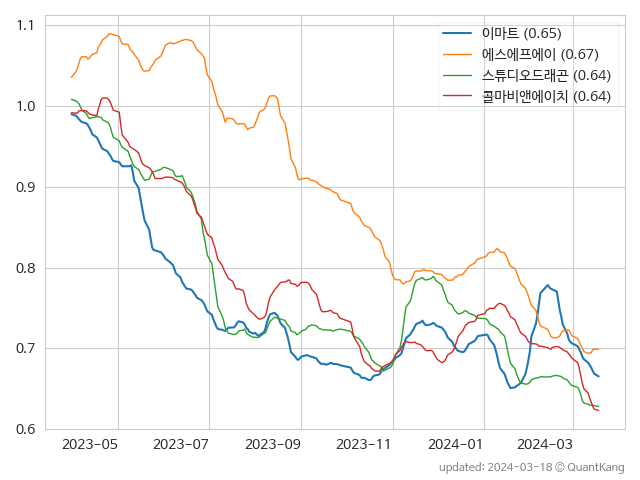 이마트 (0.65)
에스에프에이 (0.67)
스튜디오드래곤 (0.64)
콜마비앤에이치 (0.64)
1.1
1.0
0.9
0.8
0.7
0.6
2023-05 2023-07 2023-09 2023-11 2024-01 2024-03
updated: 2024-03-18 © QuantKang